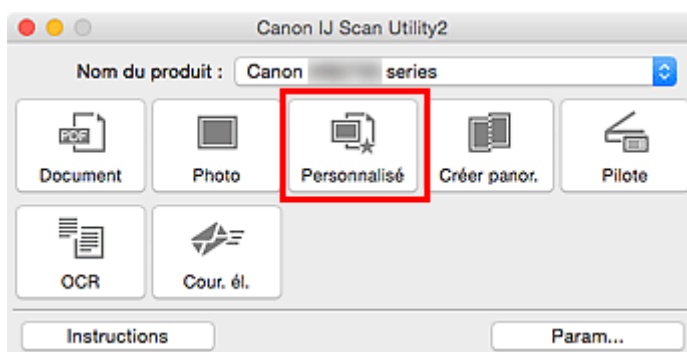 Canon IJ Scan Utility2
Nom du produit : Canon series
Document Photo Personnalisé Créer panor. Pilote
PDF
OCR Cour. él.
Instructions Param...